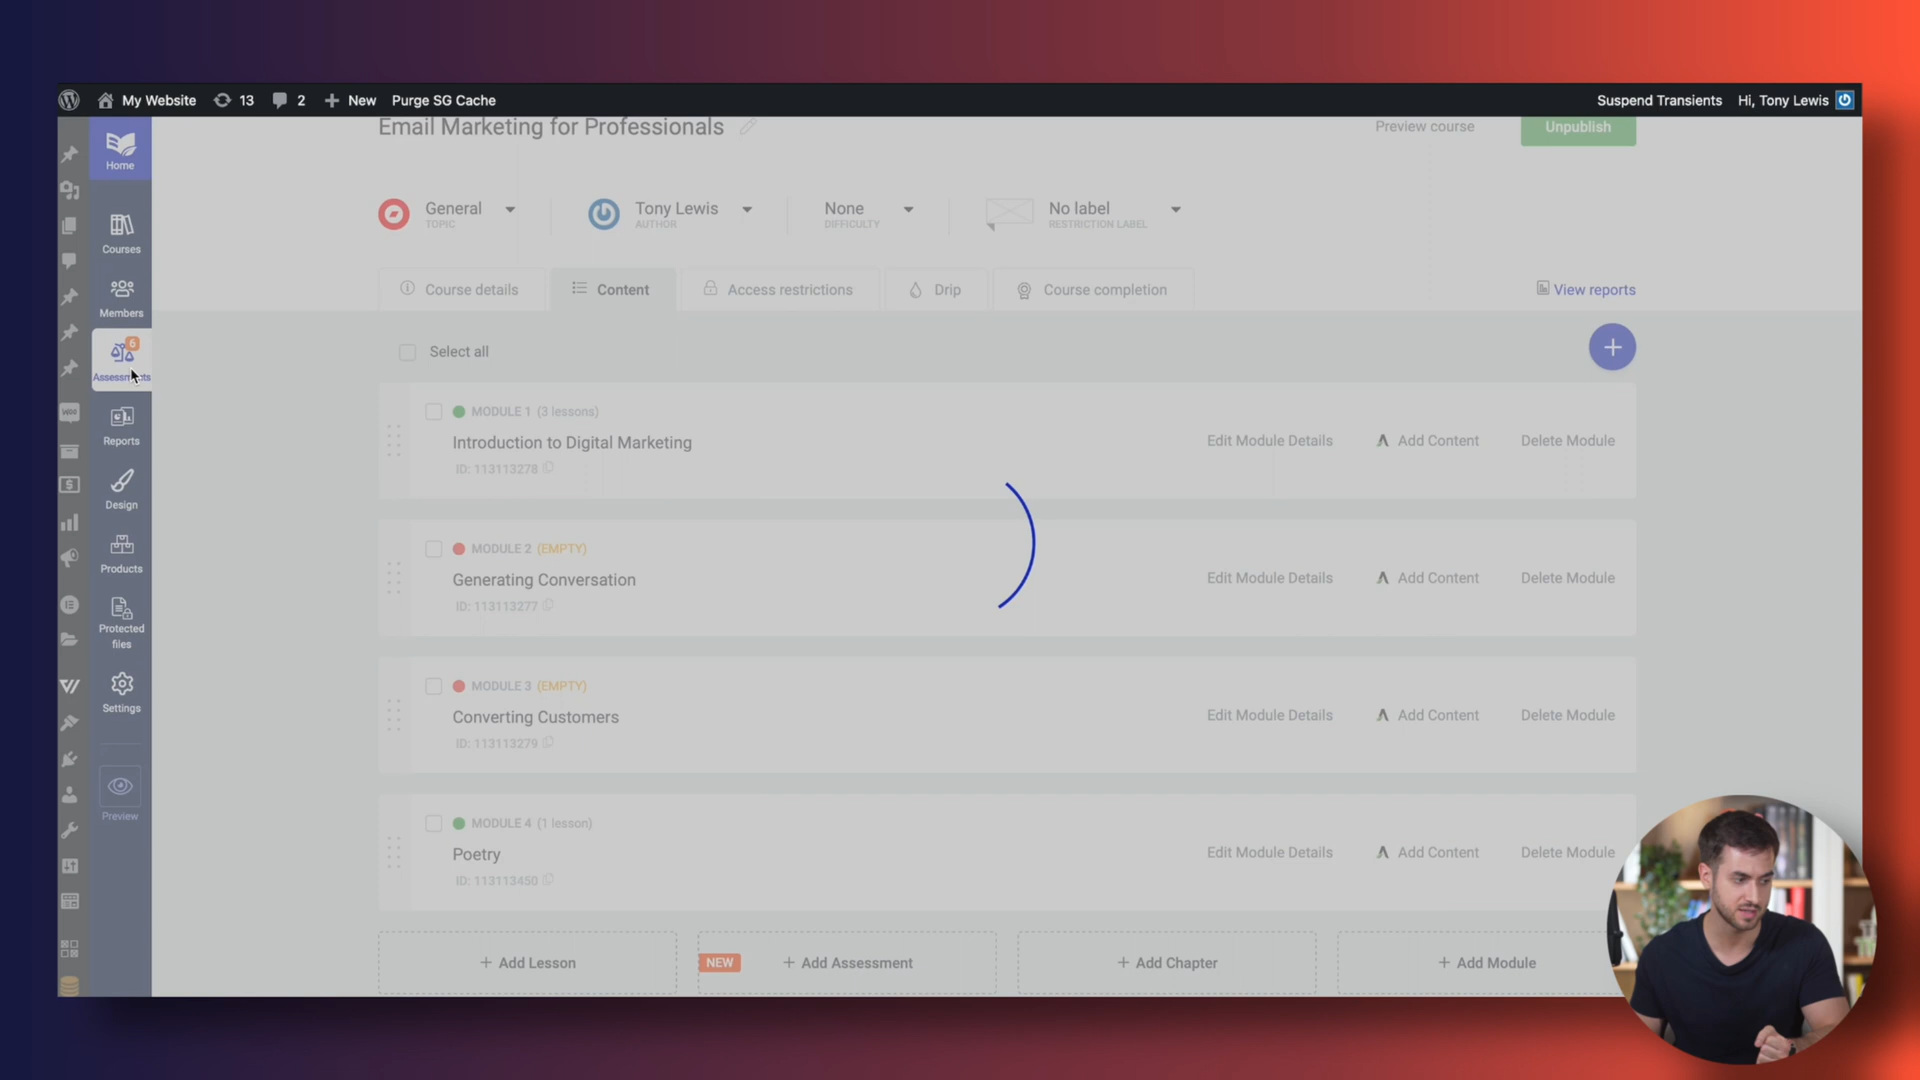 My Website
13
2
New
Purge SG Cache
Suspend Transients
Hi, Tony Lewis
Home
Courses
Members
6
Assessments
Reports
Design
Products
Protected
files
Settings
Preview
Email Marketing for Professionals
Preview course
Unpublish
General
TOPIC
Tony Lewis
AUTHOR
None
DIFFICULTY
No label
RESTRICTION LABEL
Course details
Content
Access restrictions
Drip
Course completion
View reports
Select all
MODULE 1 (3 lessons)
Introduction to Digital Marketing
ID: 113113278
Edit Module Details
Add Content
Delete Module
MODULE 2 (EMPTY)
Generating Conversation
ID: 113113277
Edit Module Details
Add Content
Delete Module
MODULE 3 (EMPTY)
Converting Customers
ID: 113113279
Edit Module Details
Add Content
Delete Module
MODULE 4 (1 lesson)
Poetry
ID: 113113450
Edit Module Details
Add Content
Delete Module
+ Add Lesson
NEW
+ Add Assessment
+ Add Chapter
+ Add Module